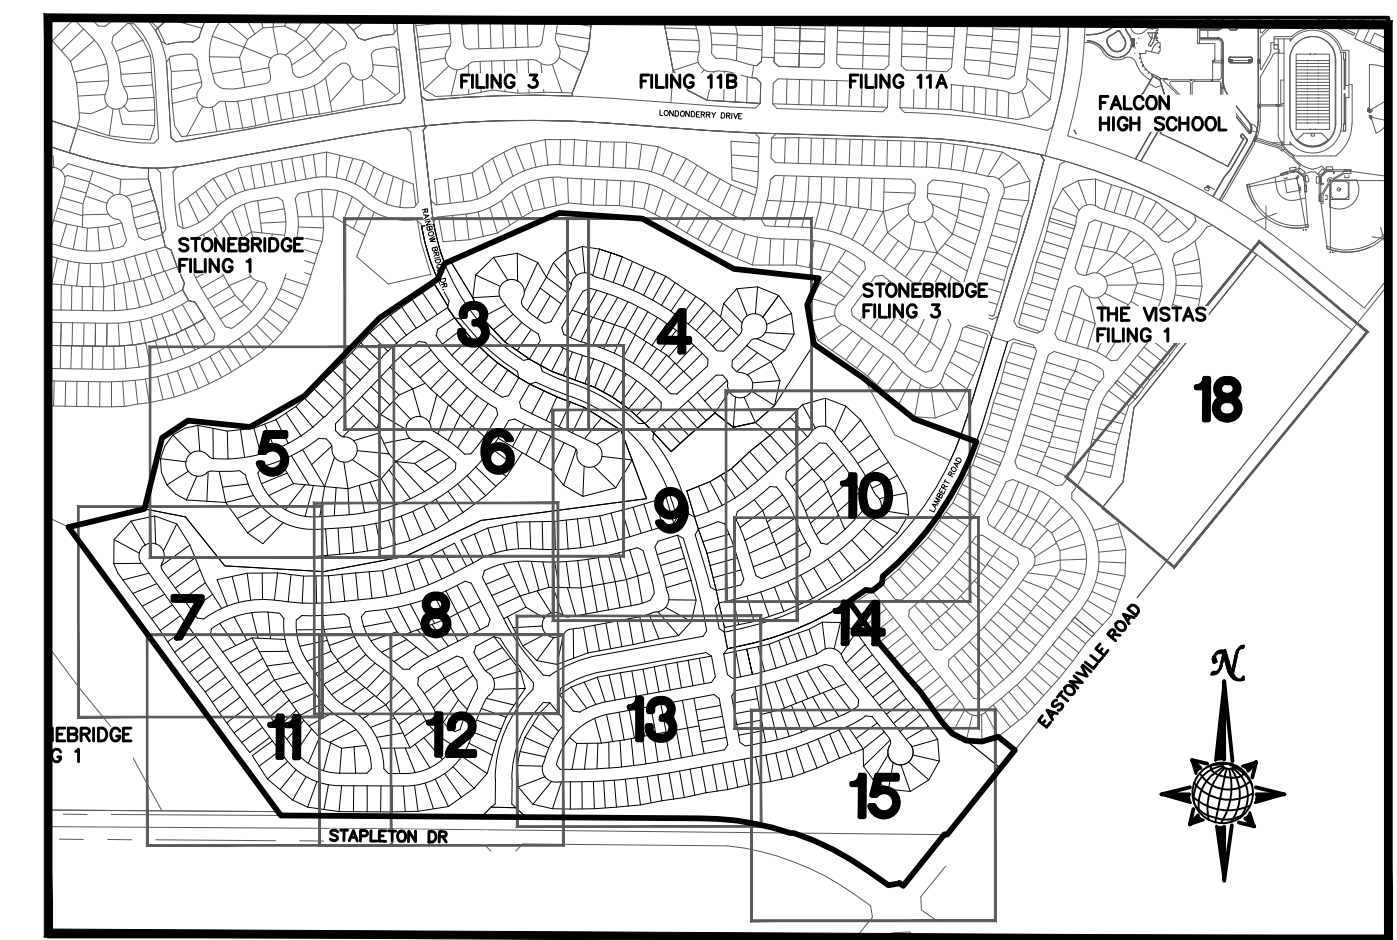 FILING 3
FILING 11B
FILING 11A
LONDONDERRY DRIVE
FALCON
HIGH SCHOOL
RAINBOW BRIDGE DR.
STONEBRIDGE
FILING 1
STONEBRIDGE
FILING 3
THE VISTAS
FILING 1
3
4
18
5
6
10
LAMBERT ROAD
9
7
8
14
EASTONVILLE ROAD
N
IEBRIDGE
G 1
11
12
13
15
STAPLETON DR